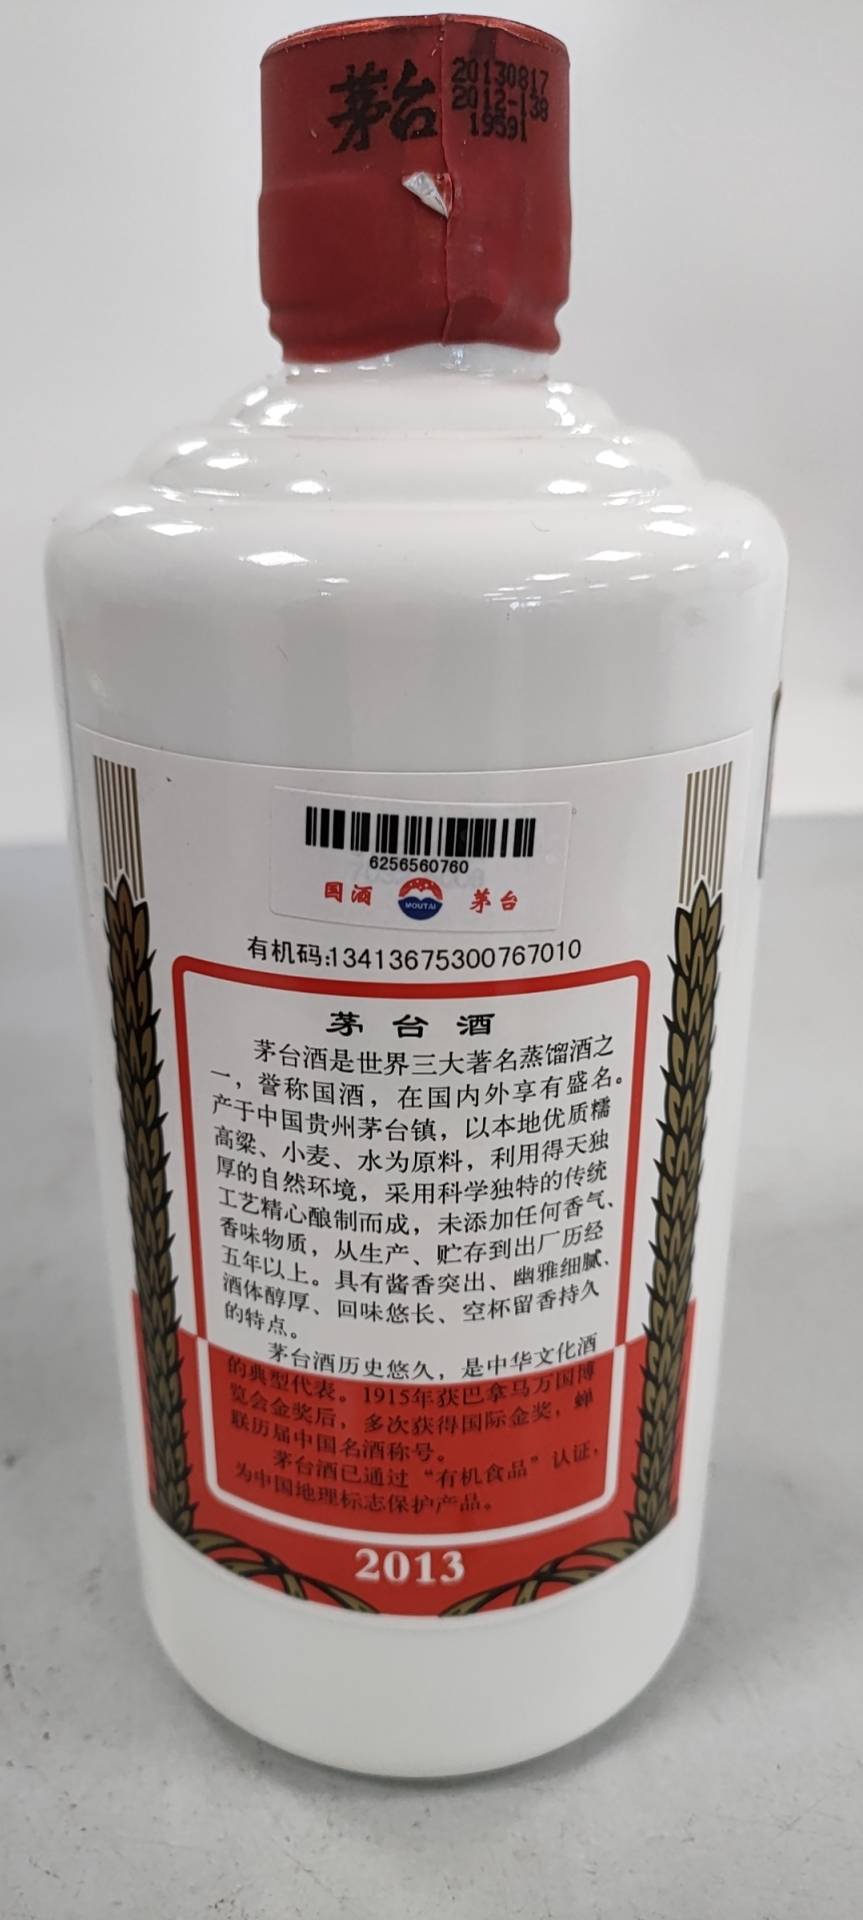 茅台
20130817
2012-138
19591
6256560760
国酒 MOUTAI 茅台
有机码:13413675300767010
茅台酒
茅台酒是世界三大著名蒸馏酒之
一，誉称国酒，在国内外享有盛名。
产于中国贵州茅台镇，以本地优质糯
高粱、小麦、水为原料，利用得天独
厚的自然环境，采用科学独特的传统
工艺精心酿制而成，未添加任何香气、
香味物质，从生产、贮存到出厂历经
五年以上。具有酱香突出、幽雅细腻、
酒体醇厚、回味悠长、空杯留香持久
的特点。
茅台酒历史悠久，是中华文化酒
的典型代表。1915年获巴拿马万国博
览会金奖后，多次获得国际金奖，蝉
联历届中国名酒称号。
茅台酒已通过“有机食品”认证，
为中国地理标志保护产品。
2013